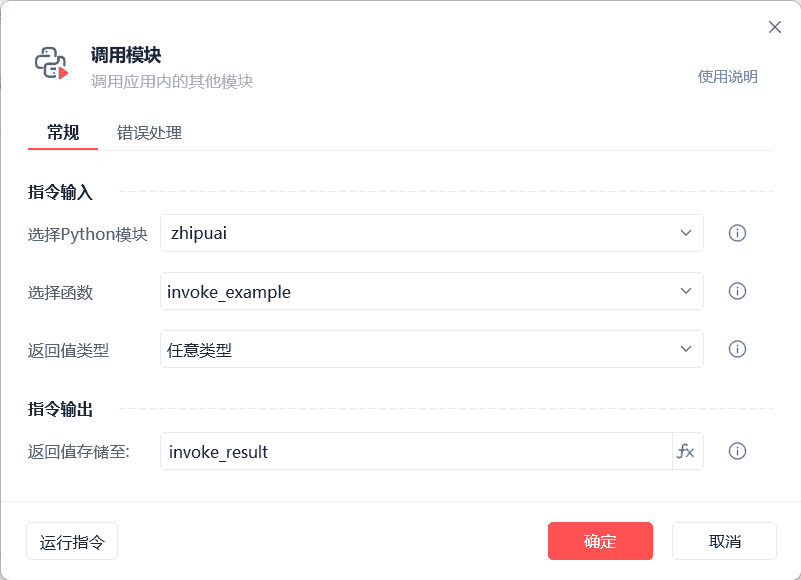 调用模块
调用应用内的其他模块
使用说明
常规 错误处理
指令输入
选择Python模块 zhipuai
选择函数 invoke_example
返回值类型 任意类型
指令输出
返回值存储至: invoke_result fx
运行指令 确定 取消